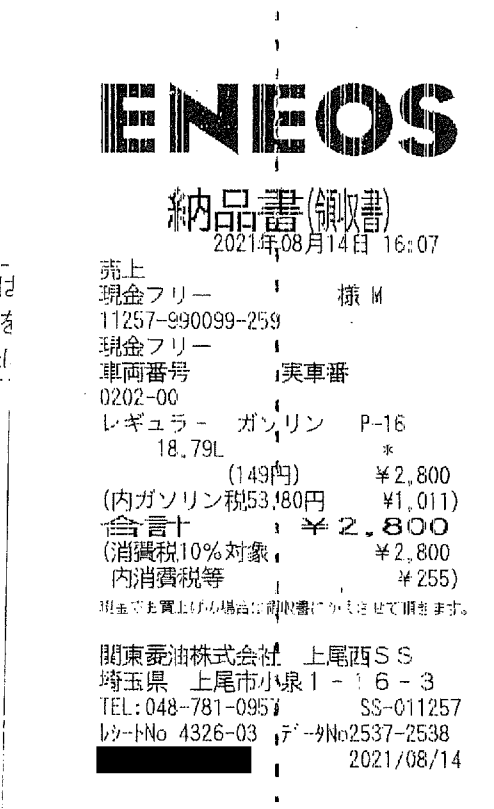 ENEOS
納品書(領収書)
2021年08月14日 16:07
売上
現金フリー 様 M
11257-990099-259
現金フリー
車両番号 実車番
0202-00
レギュラー ガソリン P-16
18.79L *
(149円) ¥2,800
(内ガソリン税53.80円 ¥1,011)
合計 ¥2,800
(消費税10%対象 ¥2,800
内消費税等 ¥255)
現金でお買上げの場合は領収書にかえさせて頂きます。
関東菱油株式会社 上尾西SS
埼玉県 上尾市小泉1-16-3
TEL:048-781-0957 SS-011257
レシートNo 4326-03 データNo2537-2538
2021/08/14
は
を